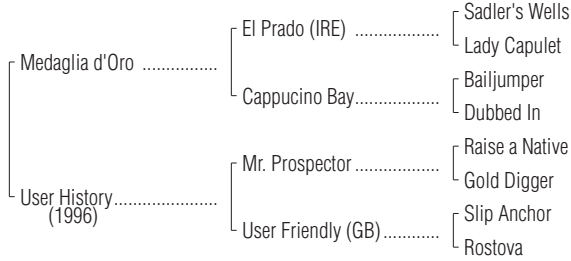 Sadler's Wells
El Prado (IRE) ..................
Lady Capulet
Medaglia d'Oro ................
Bailjumper
Cappucino Bay..................
Dubbed In
Raise a Native
Mr. Prospector ..................
Gold Digger
User History......................
(1996)
Slip Anchor
User Friendly (GB)............
Rostova